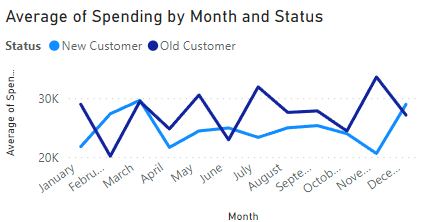 Average of Spending by Month and Status
Status New Customer Old Customer
Average of Spen...
30K
20K
January Febru... March April May June July August Septe... Octob... Nove... Dece...
Month